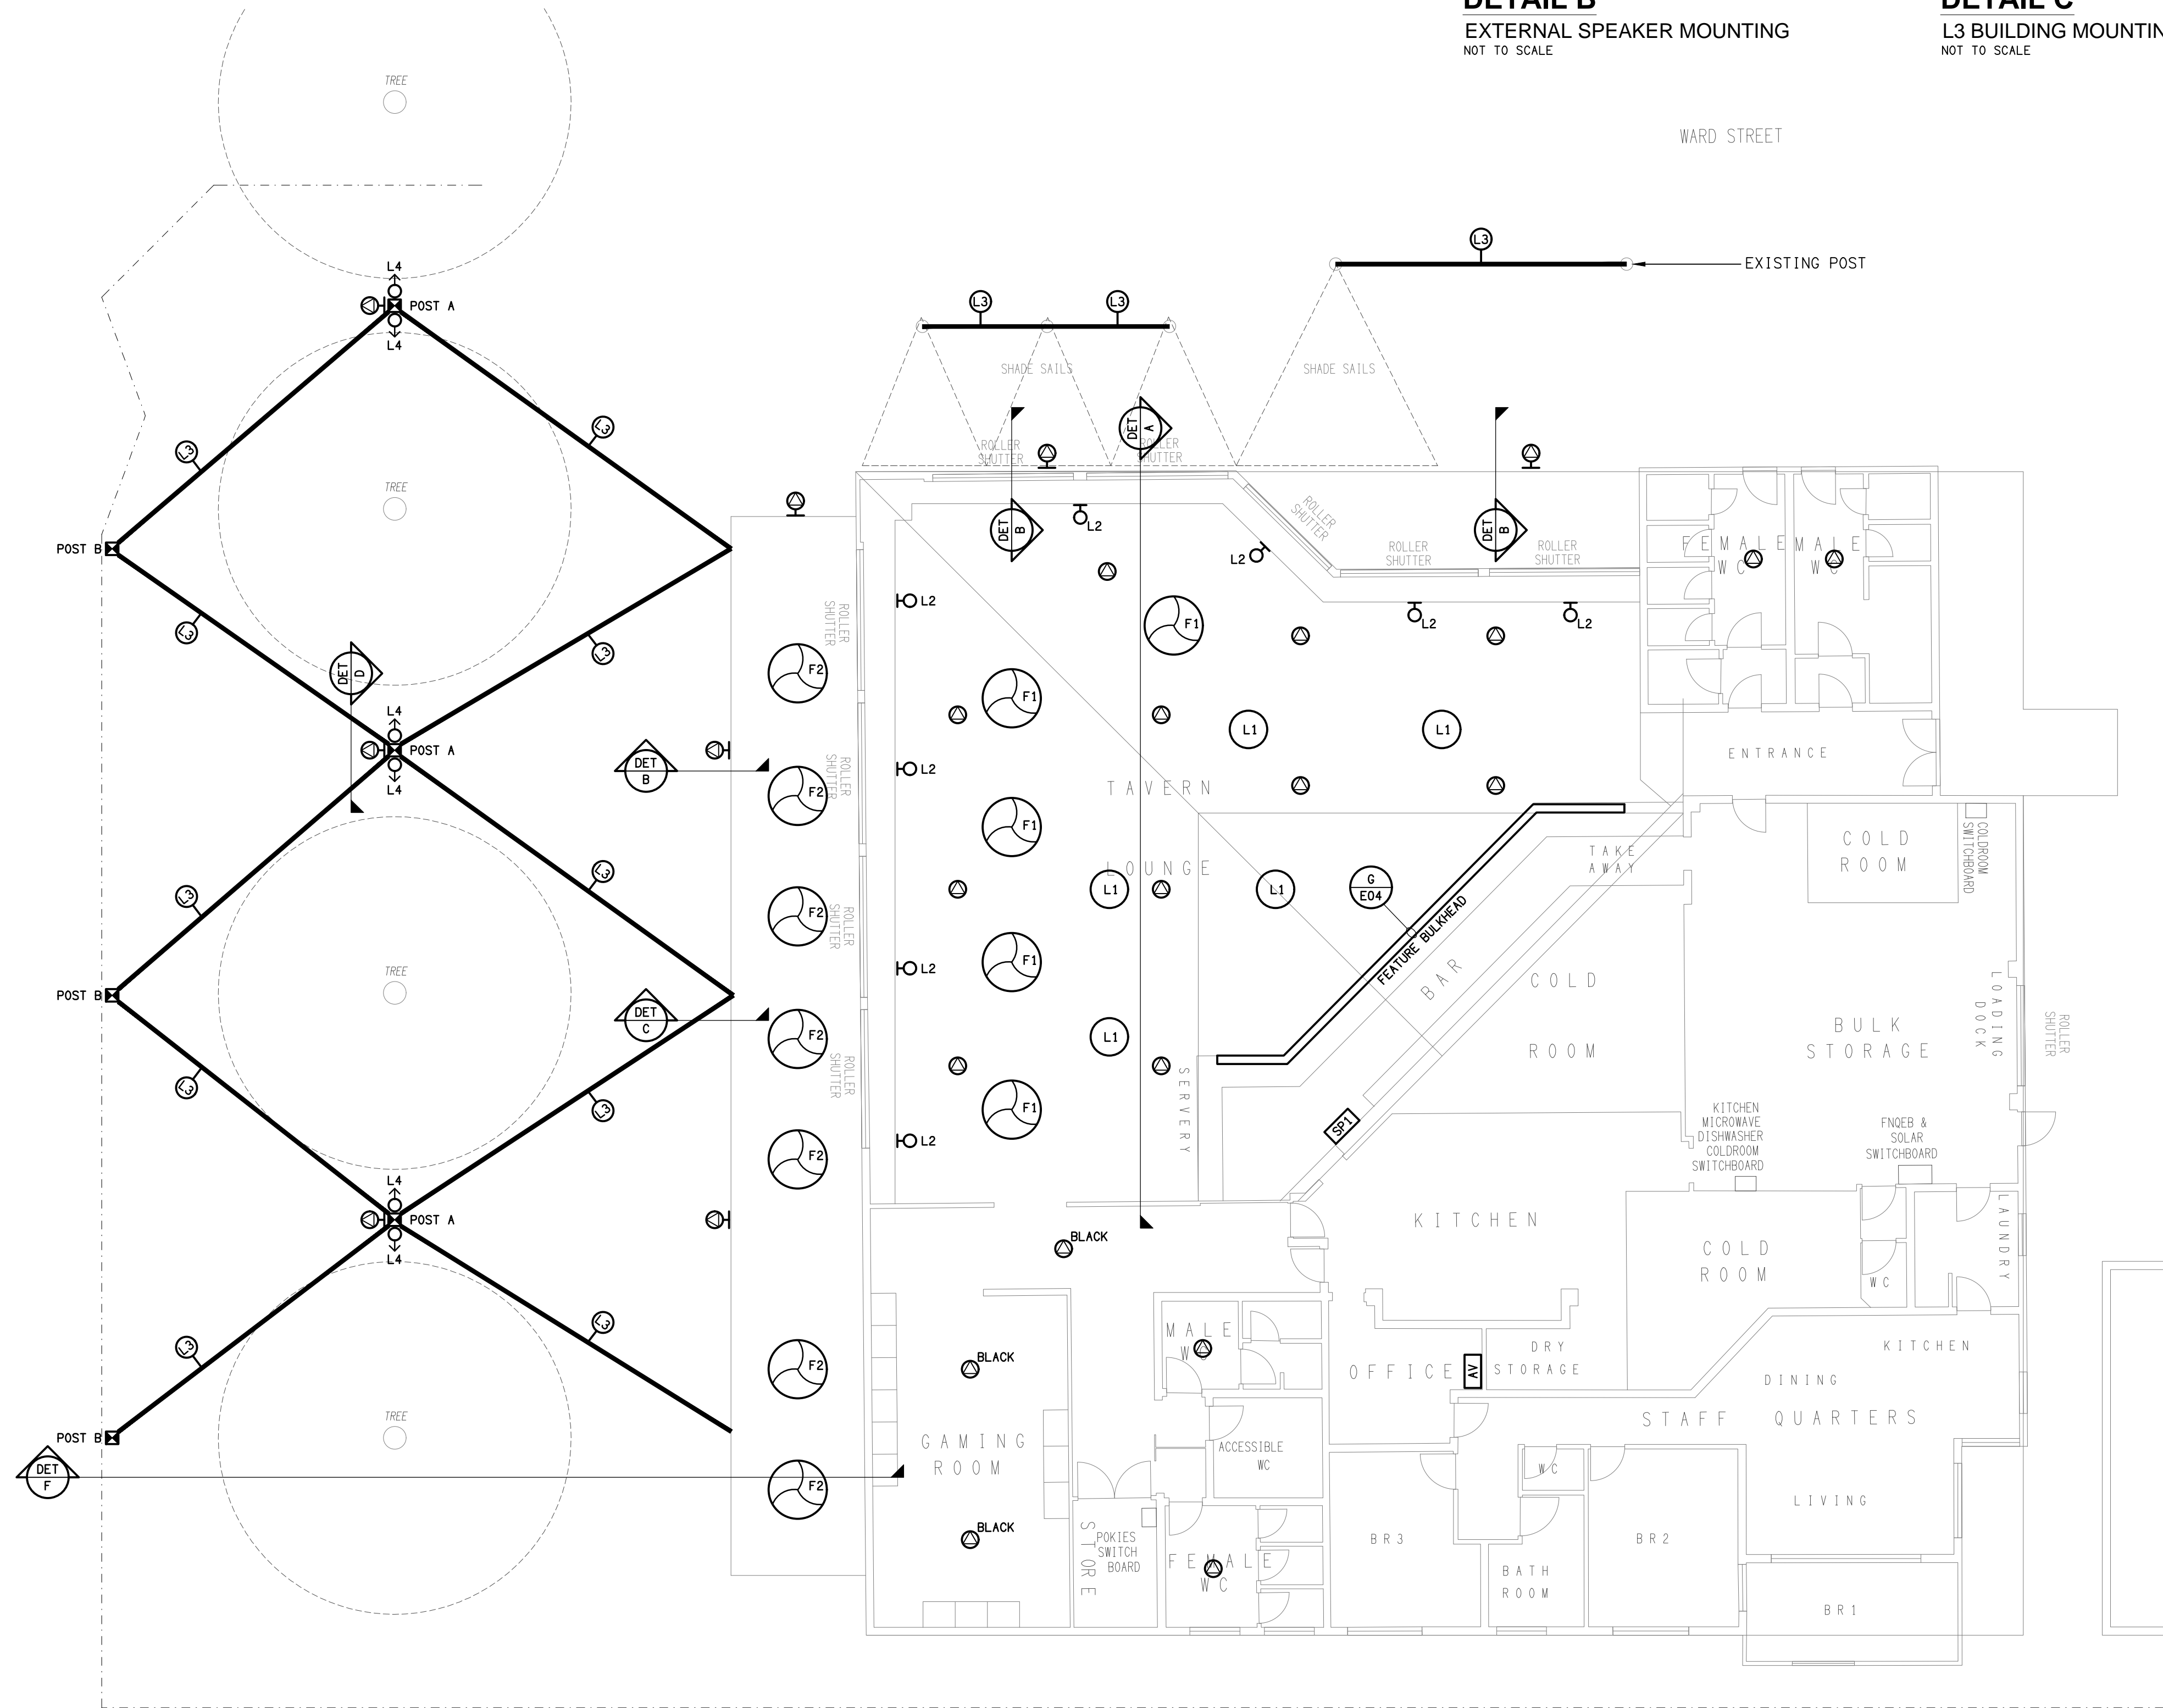 DETAIL B
EXTERNAL SPEAKER MOUNTING
NOT TO SCALE
DETAIL C
L3 BUILDING MOUNTIN
NOT TO SCALE
WARD STREET
TREE
L3
EXISTING POST
L4
POST A
L4
L3
L3
SHADE SAILS
SHADE SAILS
DET
A
L3
L3
ROLLER
SHUTTER
ROLLER
SHUTTER
TREE
ROLLER
SHUTTER
DET
B
L2
L2
DET
B
ROLLER
SHUTTER
ROLLER
SHUTTER
FEMALE
WC
MALE
WC
POST B
L2
L2
L2
ROLLER
SHUTTER
F1
L3
L3
DET
D
F2
F1
L4
POST A
L4
L1
L1
ENTRANCE
DET
B
ROLLER
SHUTTER
F2
L2
TAVERN
LOUNGE
F1
TAKE
AWAY
COLD
ROOM
COLDROOM
SWITCHBOARD
L3
L3
L1
L1
G
E04
FEATURE BULKHEAD
F2
ROLLER
SHUTTER
BAR
TREE
POST B
L2
F1
COLD
ROOM
LOADING
DOCK
DET
C
F2
L1
BULK
STORAGE
ROLLER
SHUTTER
ROLLER
SHUTTER
L3
L3
F1
SERVERY
SP1
KITCHEN
MICROWAVE
DISHWASHER
COLDROOM
SWITCHBOARD
FNQEB &
SOLAR
SWITCHBOARD
F2
L2
L4
POST A
L4
KITCHEN
LAUNDRY
BLACK
COLD
ROOM
WC
L3
L3
MALE
WC
F2
BLACK
OFFICE
AV
DRY
STORAGE
KITCHEN
DINING
TREE
POST B
STAFF QUARTERS
GAMING
ROOM
ACCESSIBLE
WC
DET
F
F2
WC
LIVING
BLACK
STORE
POKIES
SWITCH
BOARD
BR3
BR2
FEMALE
WC
BATH
ROOM
BR1